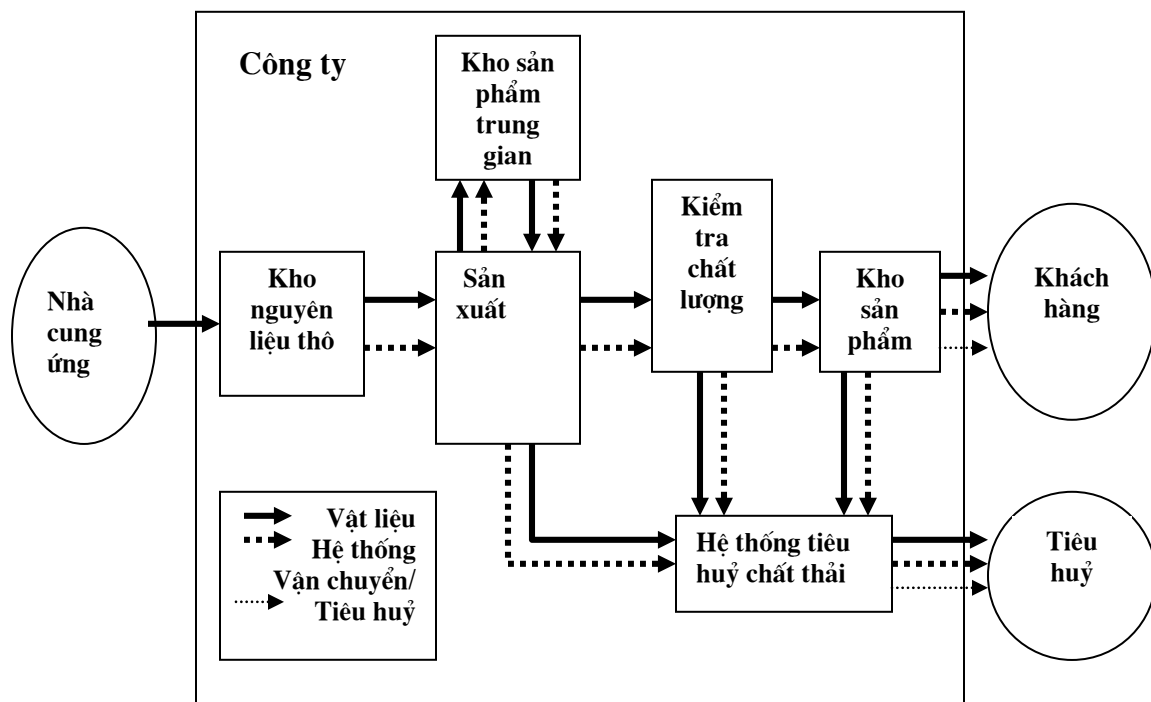 Công ty
Kho sản
phẩm
trung
gian
Kiểm
tra
chất
lượng
Nhà
cung
ứng
Kho
nguyên
liệu thô
Sản
xuất
Kho
sản
phẩm
Khách
hàng
Vật liệu
Hệ thống
Vận chuyển/
Tiêu huỷ
Hệ thống tiêu
huỷ chất thải
Tiêu
huỷ